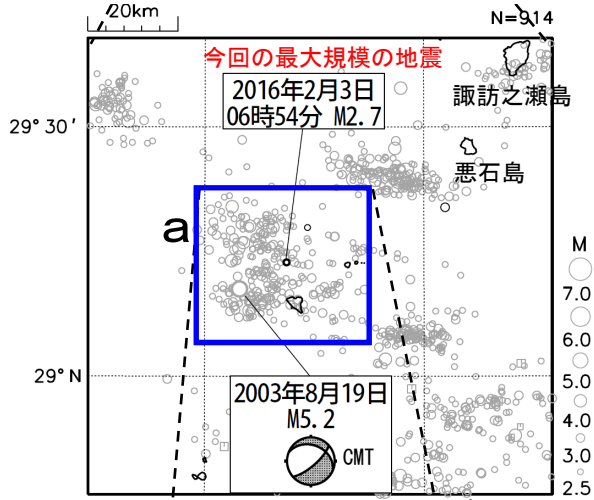 20km
N=914
今回の最大規模の地震
2016年2月3日
06時54分 M2.7
諏訪之瀬島
29° 30′
悪石島
a
M
7.0
6.0
5.0
4.0
3.0
2.5
29° N
2003年8月19日
M5.2
CMT